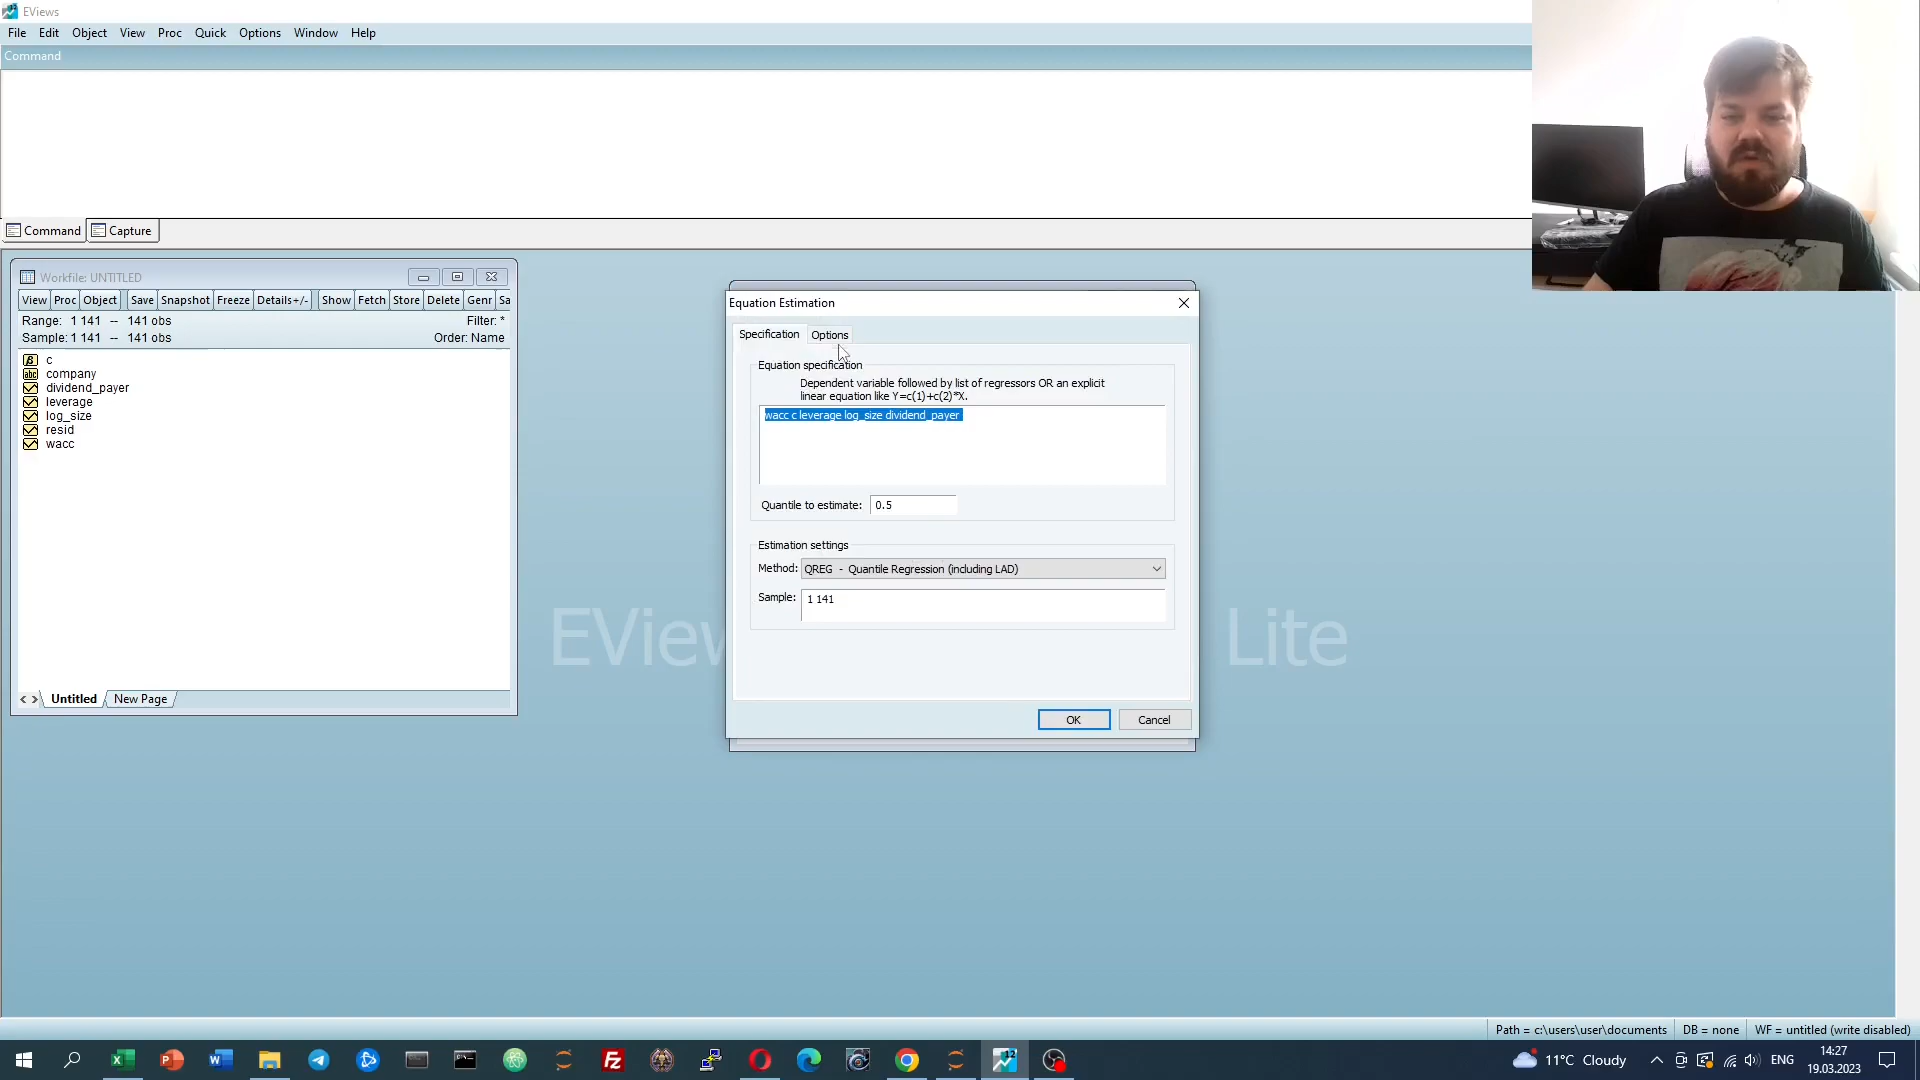 EViews
File Edit Object View Proc Quick Options Window Help
Command
Command Capture
Workfile: UNTITLED
View Proc Object Save Snapshot Freeze Details+/- Show Fetch Store Delete Genr Sa
Range: 1 141 -- 141 obs Filter: *
Sample: 1 141 -- 141 obs Order: Name
c
company
dividend_payer
leverage
log_size
resid
wacc
Untitled New Page
Equation Estimation
Specification Options
Equation specification
Dependent variable followed by list of regressors OR an explicit
linear equation like Y=c(1)+c(2)*X.
wacc c leverage log_size dividend_payer
Quantile to estimate: 0.5
Estimation settings
Method: QREG - Quantile Regression (including LAD)
Sample: 1 141
OK Cancel
EView Lite
Path = c:\users\user\documents DB = none WF = untitled (write disabled)
11°C Cloudy ENG 14:27
19.03.2023